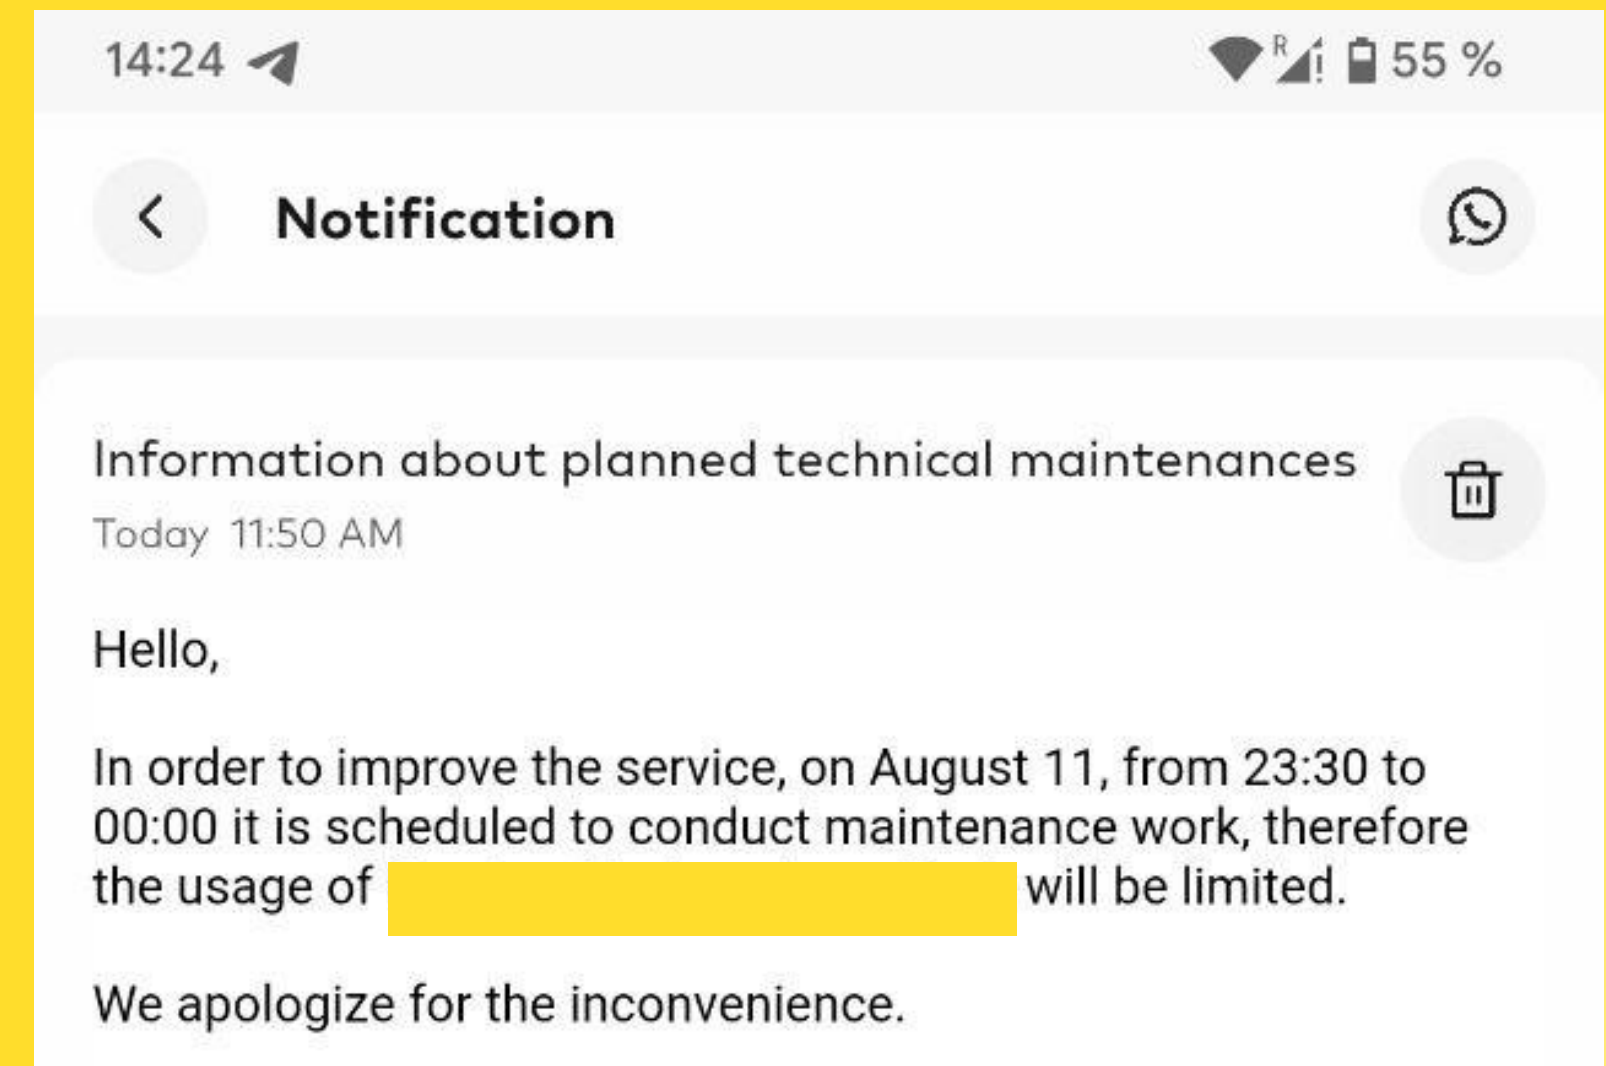 14:24 R 55 %
Notification
Information about planned technical maintenances
Today 11:50 AM
Hello,
In order to improve the service, on August 11, from 23:30 to
00:00 it is scheduled to conduct maintenance work, therefore
the usage of will be limited.
We apologize for the inconvenience.